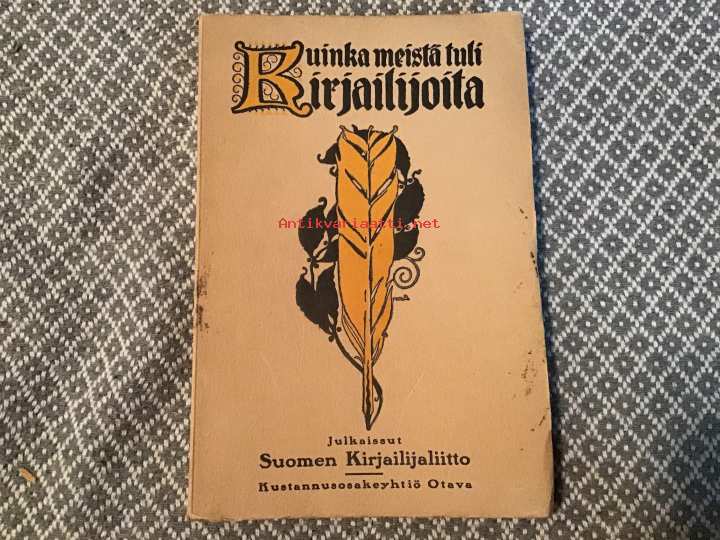 Kuinka meistä tuli
Kirjailijoita
Antikvariaatti.net
Julkaissut
Suomen Kirjailijaliitto
Kustannusosakeyhtiö Otava